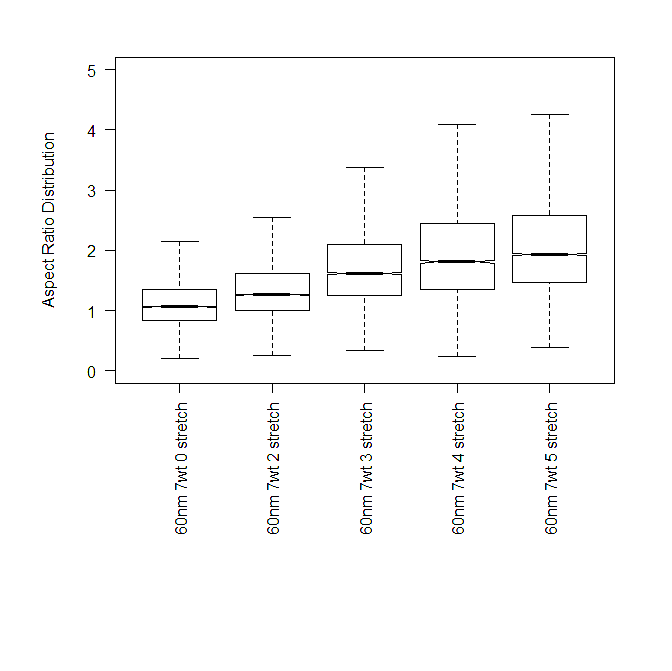 Aspect Ratio Distribution
5
4
3
2
1
0
60nm 7wt 0 stretch
60nm 7wt 2 stretch
60nm 7wt 3 stretch
60nm 7wt 4 stretch
60nm 7wt 5 stretch